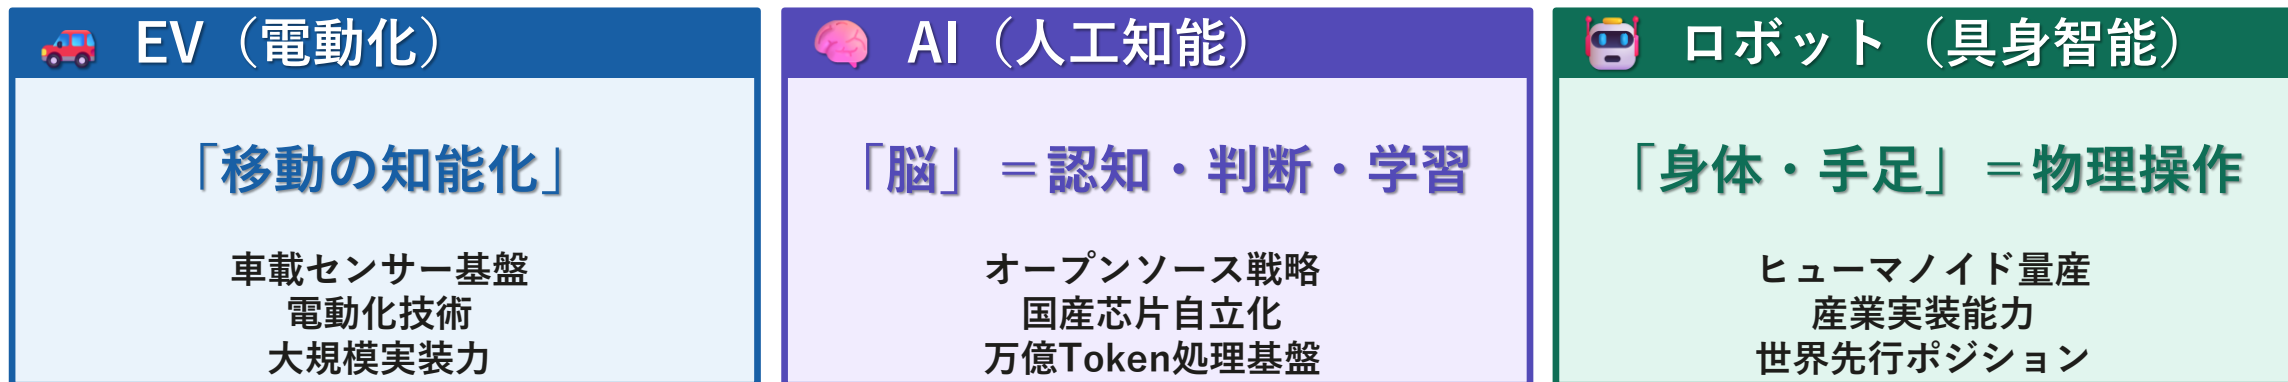 EV（電動化）
「移動の知能化」
車載センサー基盤
電動化技術
大規模実装力
AI（人工知能）
「脳」＝認知・判断・学習
オープンソース戦略
国産芯片自立化
万億Token処理基盤
ロボット（具身智能）
「身体・手足」＝物理操作
ヒューマノイド量産
産業実装能力
世界先行ポジション